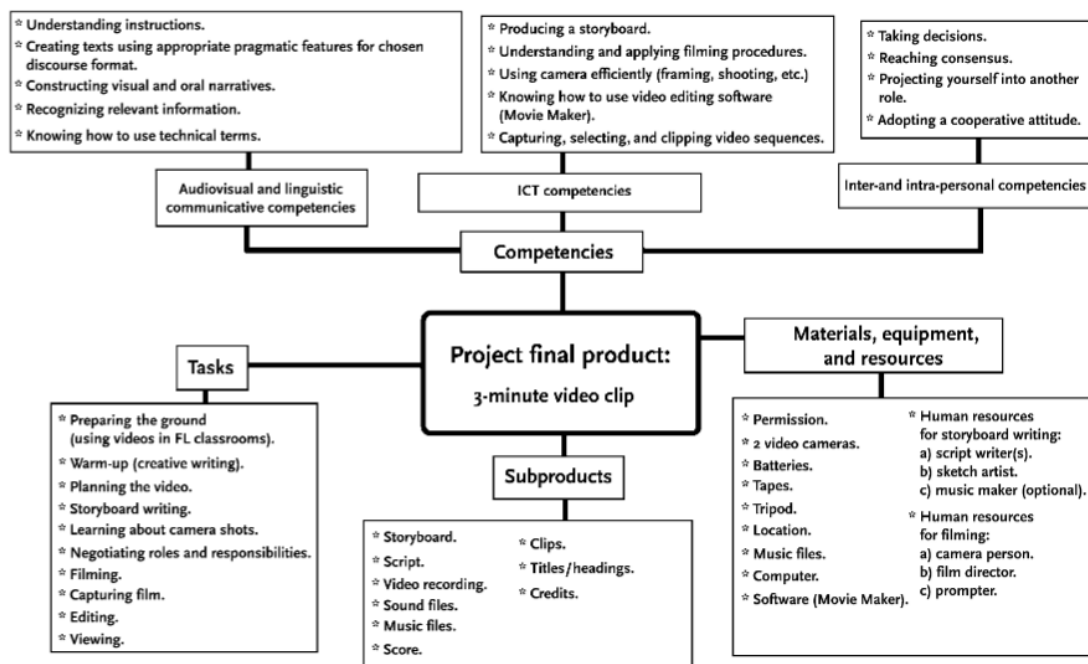 * Understanding instructions.
* Creating texts using appropriate pragmatic features for chosen
discourse format.
* Constructing visual and oral narratives.
* Recognizing relevant information.
* Knowing how to use technical terms.
* Producing a storyboard.
* Understanding and applying filming procedures.
* Using camera efficiently (framing, shooting, etc.)
* Knowing how to use video editing software
(Movie Maker).
* Capturing, selecting, and clipping video sequences.
* Taking decisions.
* Reaching consensus.
* Projecting yourself into another
role.
* Adopting a cooperative attitude.
Audiovisual and linguistic
communicative competencies
ICT competencies
Inter-and intra-personal competencies
Competencies
Project final product:
3-minute video clip
Tasks
* Preparing the ground
(using videos in FL classrooms).
* Warm-up (creative writing).
* Planning the video.
* Storyboard writing.
* Learning about camera shots.
* Negotiating roles and responsibilities.
* Filming.
* Capturing film.
* Editing.
* Viewing.
Subproducts
* Storyboard.
* Script.
* Video recording.
* Sound files.
* Music files.
* Score.
* Clips.
* Titles/headings.
* Credits.
Materials, equipment,
and resources
* Permission.
* 2 video cameras.
* Batteries.
* Tapes.
* Tripod.
* Location.
* Music files.
* Computer.
* Software (Movie Maker).
* Human resources
for storyboard writing:
a) script writer(s).
b) sketch artist.
c) music maker (optional).
* Human resources
for filming:
a) camera person.
b) film director.
c) prompter.